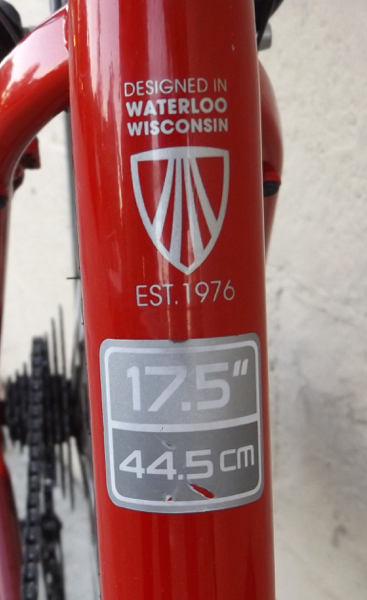 DESIGNED IN
WATERLOO
WISCONSIN
EST.1976
17.5"
44.5 cm